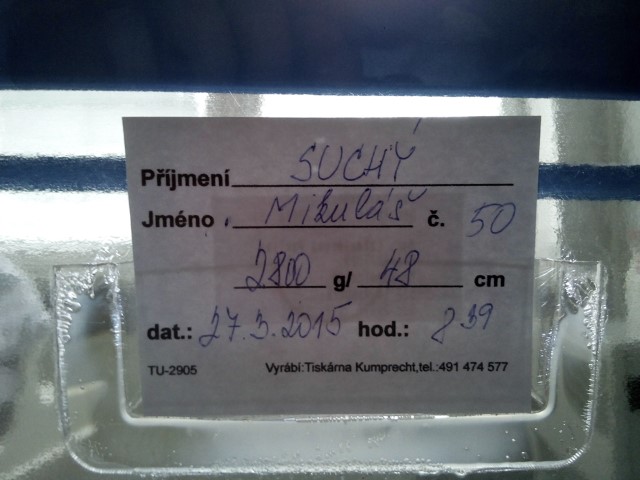 Příjmení SUCHÝ
Jméno Mikuláš č. 50
2800 g/ 48 cm
dat.: 27.3.2015 hod.: 8 39
TU-2905 Vyrábí:Tiskárna Kumprecht,tel.:491 474 577